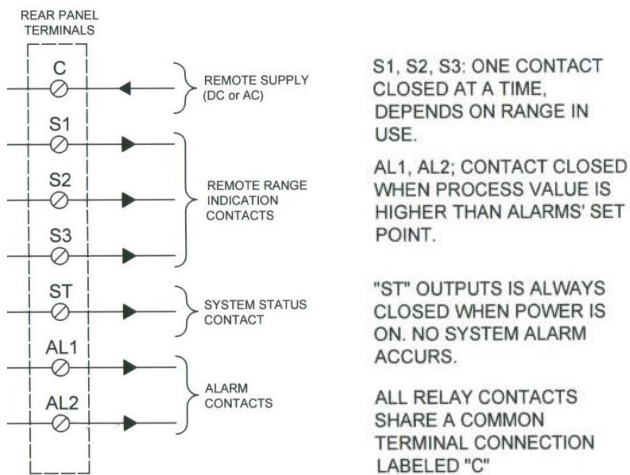 REAR PANEL
TERMINALS
C
REMOTE SUPPLY
(DC or AC)
S1
S2
REMOTE RANGE
INDICATION
CONTACTS
S3
ST
SYSTEM STATUS
CONTACT
AL1
ALARM
CONTACTS
AL2
S1, S2, S3: ONE CONTACT
CLOSED AT A TIME,
DEPENDS ON RANGE IN
USE.
AL1, AL2; CONTACT CLOSED
WHEN PROCESS VALUE IS
HIGHER THAN ALARMS' SET
POINT.
"ST" OUTPUTS IS ALWAYS
CLOSED WHEN POWER IS
ON. NO SYSTEM ALARM
ACCURS.
ALL RELAY CONTACTS
SHARE A COMMON
TERMINAL CONNECTION
LABELED "C"